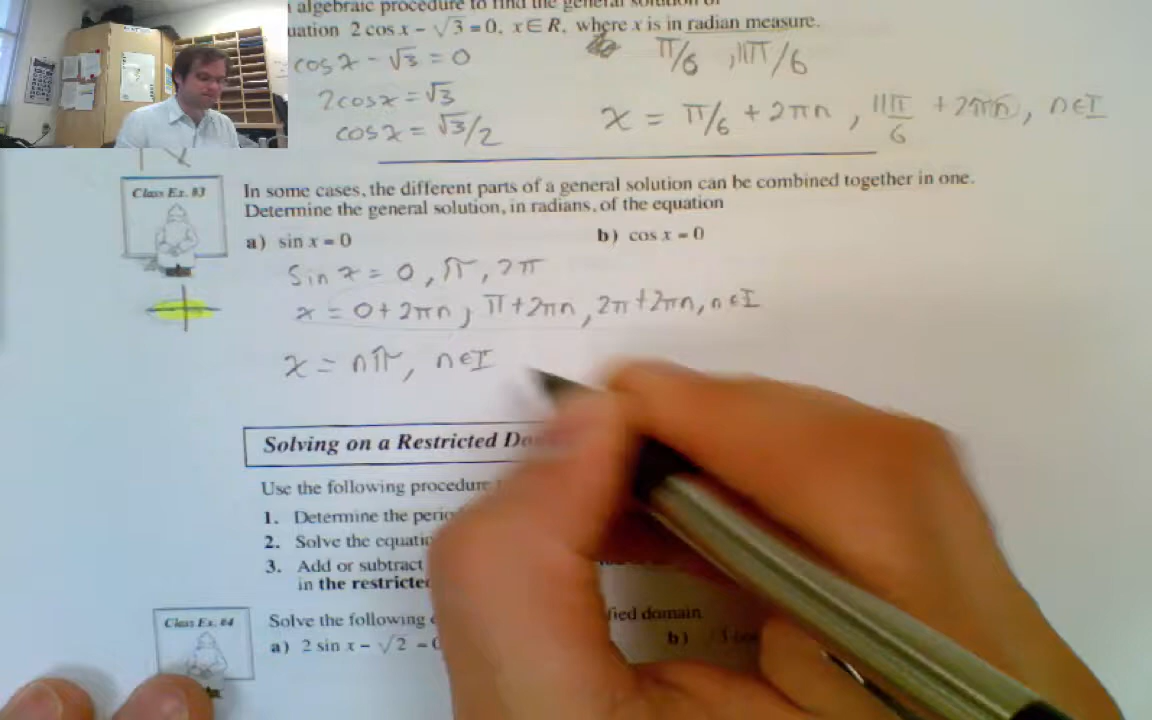 algebraic procedure to find the general solution of
uation 2 cos x − √3 = 0, x ∈ R, where x is in radian measure.
cos x − √3 = 0
π/6 , 11π/6
2cosx = √3
cosx = √3/2
x = π/6 + 2πn , 11π/6 + 2πn , n∈I
Class Ex. #3
In some cases, the different parts of a general solution can be combined together in one.
Determine the general solution, in radians, of the equation
a) sin x = 0
b) cos x = 0
Sin x = 0 , π , 2π
x = 0 + 2πn , π + 2πn , 2π + 2πn, n∈I
x = nπ, n∈I
Solving on a Restricted Do
Use the following procedure
1. Determine the perio
2. Solve the equatio
3. Add or subtract
in the restricted
Class Ex. #4
Solve the following
fied domain
a) 2 sin x − √2 = 0
b)